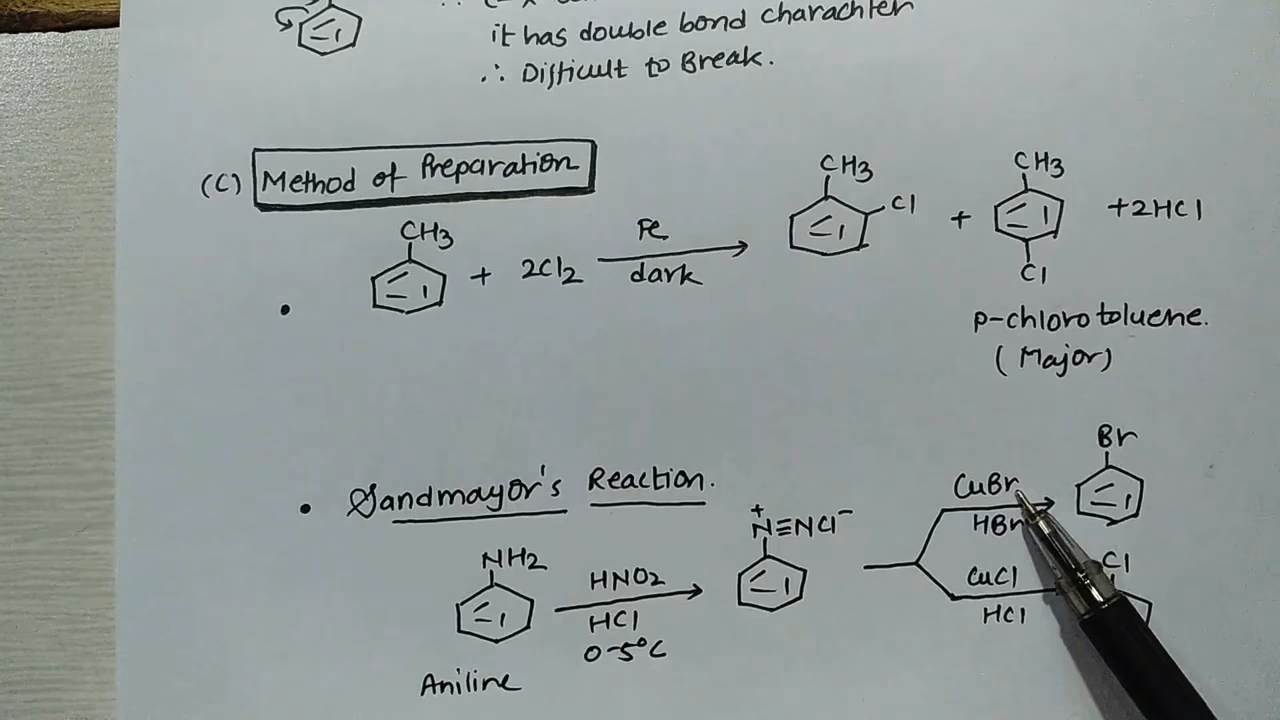 it has double bond charachter
∴ Difficult to Break.
(C) Method of Preparation
CH3 + 2Cl2 Fe dark CH3 Cl + CH3 Cl +2HCl
p-chlorotoluene.
(Major)
• Sandmayor's Reaction.
NH2 HNO2 HCl 0-5°C N+≡NCl- CuBr HBr Br
CuCl HCl Cl
Aniline